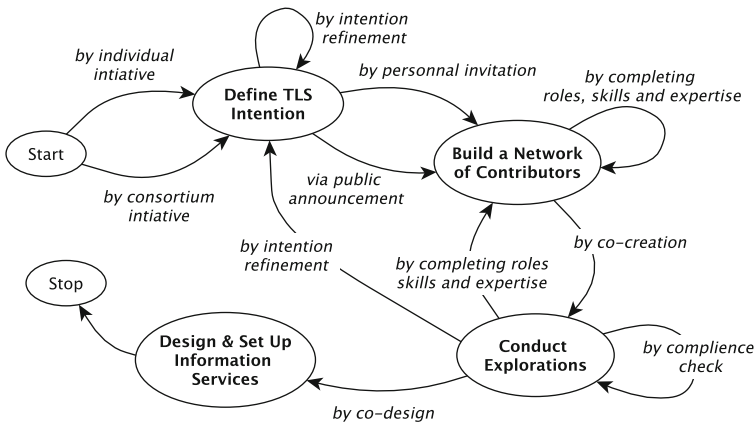 by intention
refinement
by individual
intiative
by personnal invitation
by completing
roles, skills and expertise
Define TLS
Intention
Start
Build a Network
of Contributors
via public
announcement
by consortium
intiative
by intention
refinement
by co-creation
by completing roles
skills and expertise
Stop
Design & Set Up
Information
Services
Conduct
Explorations
by complience
check
by co-design